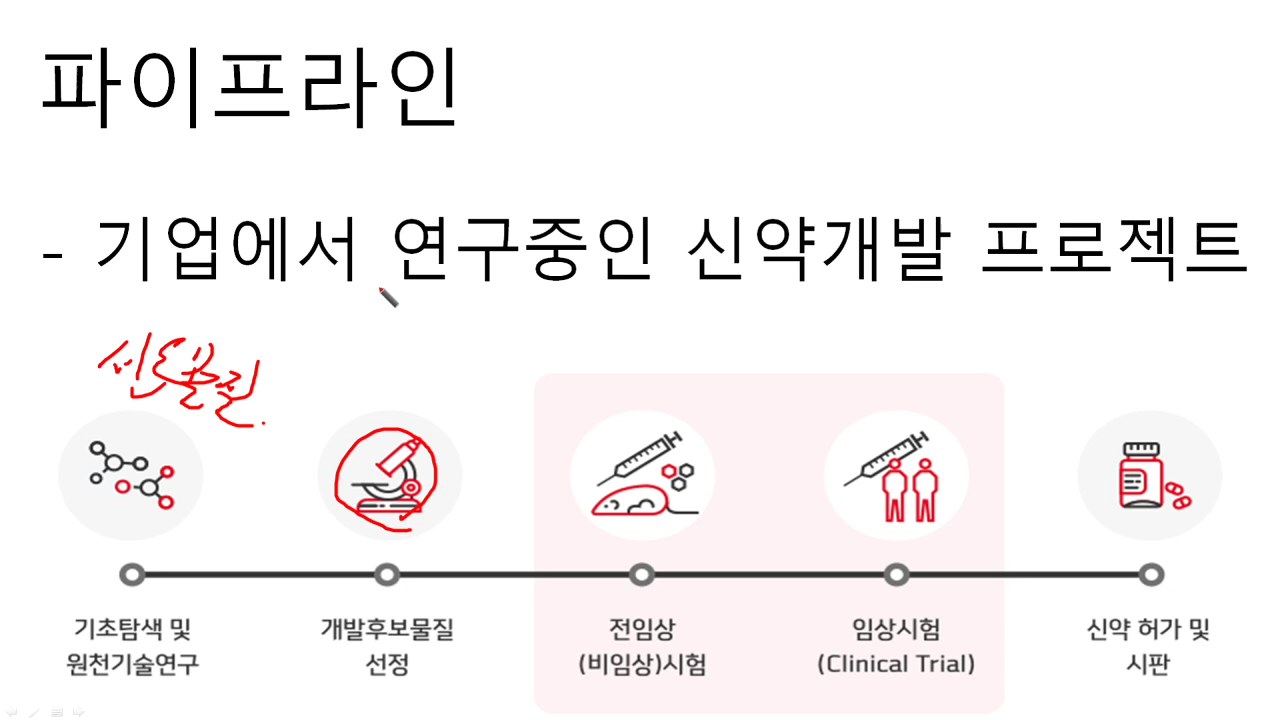 파이프라인
- 기업에서 연구중인 신약개발 프로젝트
기초탐색 및
원천기술연구
개발후보물질
선정
전임상
(비임상)시험
임상시험
(Clinical Trial)
신약 허가 및
시판